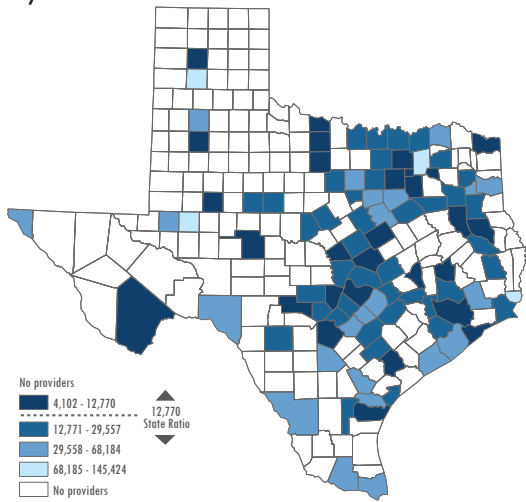 No providers
4,102 - 12,770
12,770
State Ratio
12,771 - 29,557
29,558 - 68,184
68,185 - 145,424
No providers